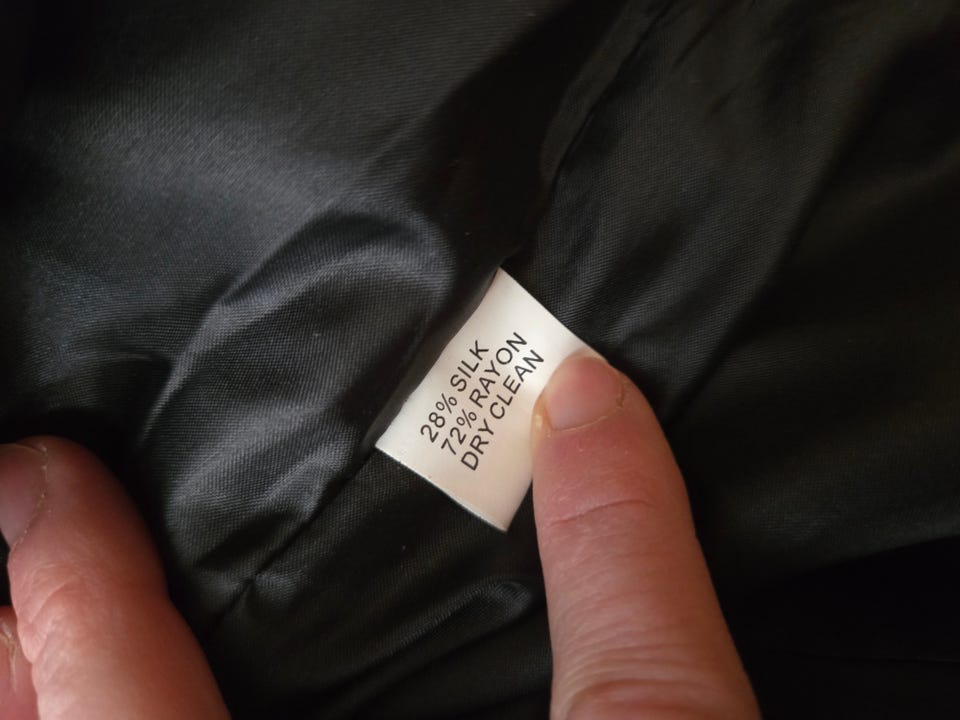 28% SILK
72% RAYON
DRY CLEAN